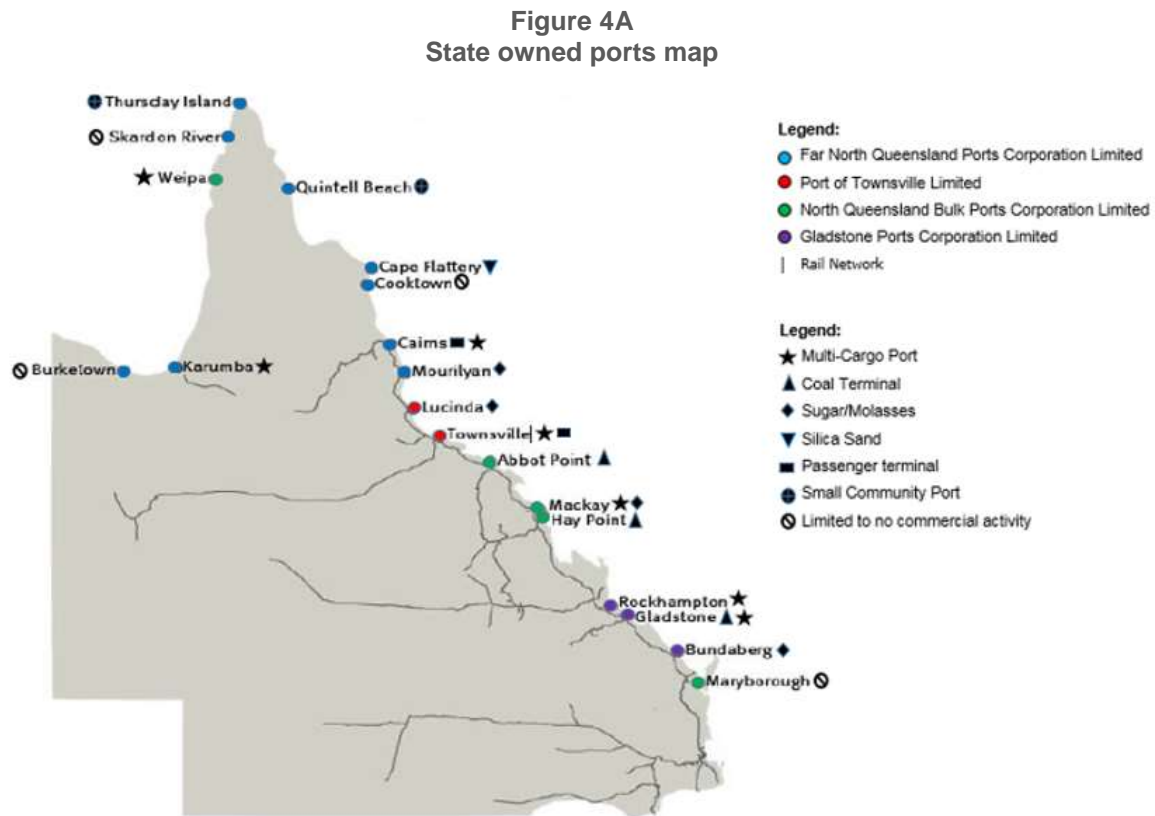 Figure 4A
State owned ports map
Thursday Island
Skardon River
Weipa
Quintell Beach
Cape Flattery
Cooktown
Cairns
Burketown
Karumba
Mourilyan
Lucinda
Townsville
Abbot Point
Mackay
Hay Point
Rockhampton
Gladstone
Bundaberg
Maryborough
Legend:
Far North Queensland Ports Corporation Limited
Port of Townsville Limited
North Queensland Bulk Ports Corporation Limited
Gladstone Ports Corporation Limited
Rail Network
Legend:
Multi-Cargo Port
Coal Terminal
Sugar/Molasses
Silica Sand
Passenger terminal
Small Community Port
Limited to no commercial activity